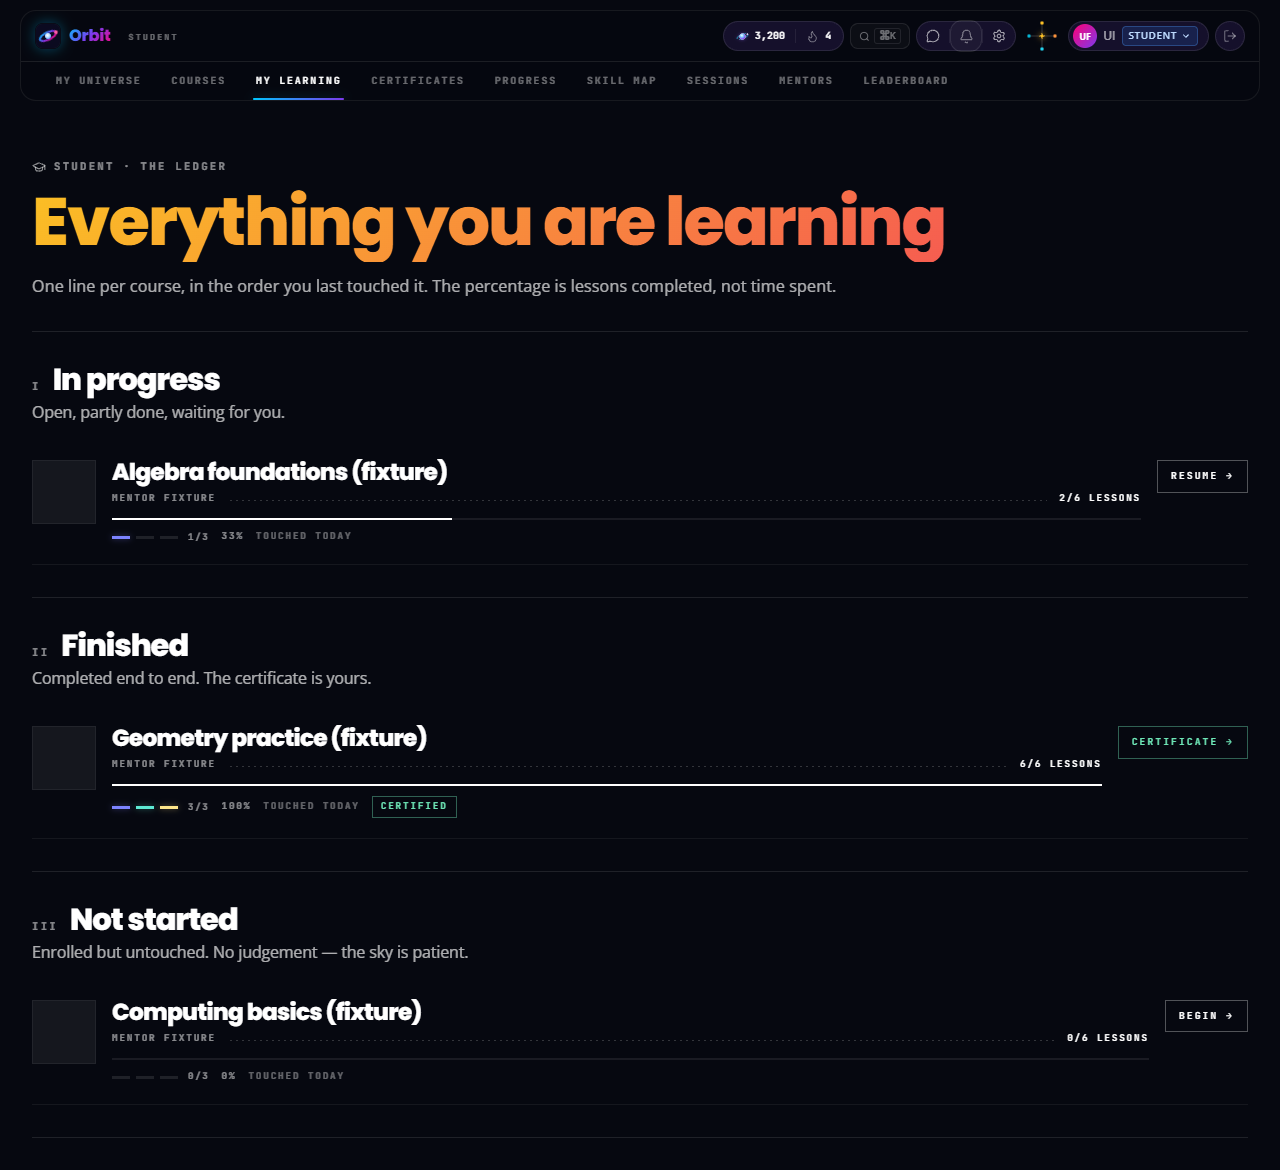 Orbit STUDENT
3,200 4 ⌘K UF UI STUDENT
MY UNIVERSE COURSES MY LEARNING CERTIFICATES PROGRESS SKILL MAP SESSIONS MENTORS LEADERBOARD
STUDENT · THE LEDGER
Everything you are learning
One line per course, in the order you last touched it. The percentage is lessons completed, not time spent.
I In progress
Open, partly done, waiting for you.
Algebra foundations (fixture)
RESUME →
MENTOR FIXTURE 2/6 LESSONS
1/3 33% TOUCHED TODAY
II Finished
Completed end to end. The certificate is yours.
Geometry practice (fixture)
CERTIFICATE →
MENTOR FIXTURE 6/6 LESSONS
3/3 100% TOUCHED TODAY CERTIFIED
III Not started
Enrolled but untouched. No judgement — the sky is patient.
Computing basics (fixture)
BEGIN →
MENTOR FIXTURE 0/6 LESSONS
0/3 0% TOUCHED TODAY